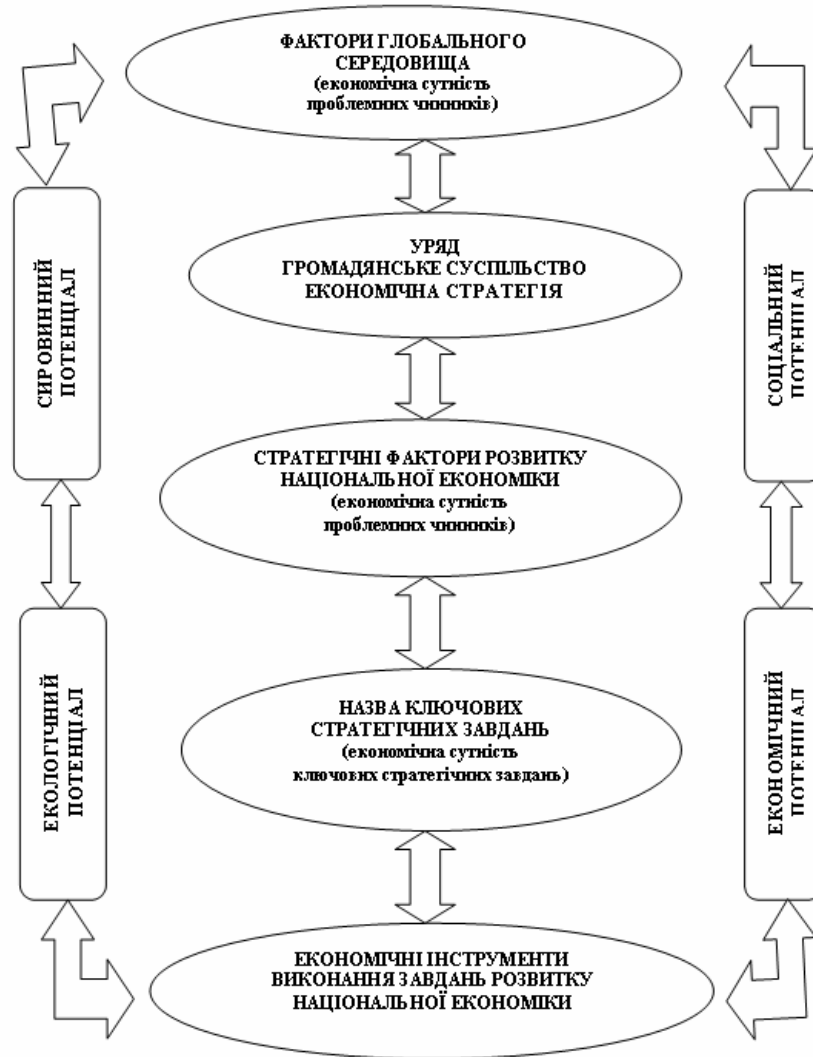 ФАКТОРИ ГЛОБАЛЬНОГО
СЕРЕДОВИЩА
(економічна сутність
проблемних чинників)
УРЯД
ГРОМАДЯНСЬКЕ СУСПІЛЬСТВО
ЕКОНОМІЧНА СТРАТЕГІЯ
СИРОВИННИЙ
ПОТЕНЦІАЛ
СОЦІАЛЬНИЙ
ПОТЕНЦІАЛ
СТРАТЕГІЧНІ ФАКТОРИ РОЗВИТКУ
НАЦІОНАЛЬНОЇ ЕКОНОМІКИ
(економічна сутність
проблемних чинників)
НАЗВА КЛЮЧОВИХ
СТРАТЕГІЧНИХ ЗАВДАНЬ
(економічна сутність
ключових стратегічних завдань)
ЕКОЛОГІЧНИЙ
ПОТЕНЦІАЛ
ЕКОНОМІЧНИЙ
ПОТЕНЦІАЛ
ЕКОНОМІЧНІ ІНСТРУМЕНТИ
ВИКОНАННЯ ЗАВДАНЬ РОЗВИТКУ
НАЦІОНАЛЬНОЇ ЕКОНОМІКИ